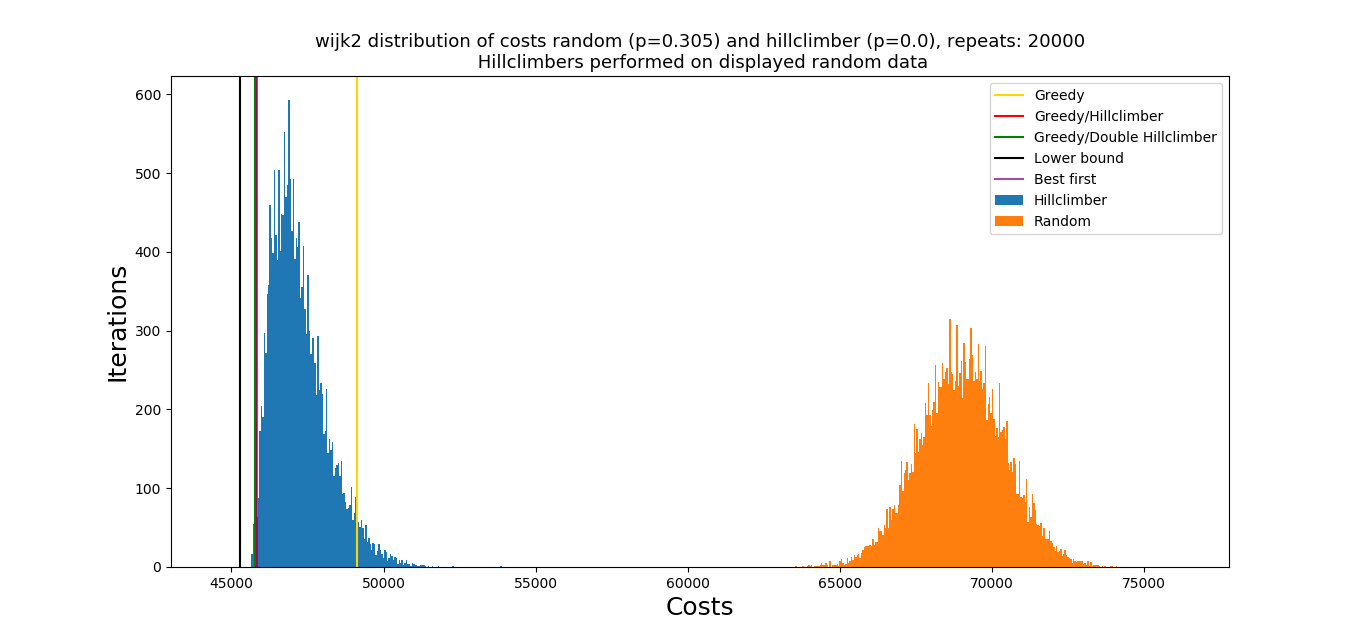 wijk2 distribution of costs random (p=0.305) and hillclimber (p=0.0), repeats: 20000
Hillclimbers performed on displayed random data
Greedy
Greedy/Hillclimber
Greedy/Double Hillclimber
Lower bound
Best first
Hillclimber
Random
Iterations
600
500
400
300
200
100
0
45000 50000 55000 60000 65000 70000 75000
Costs